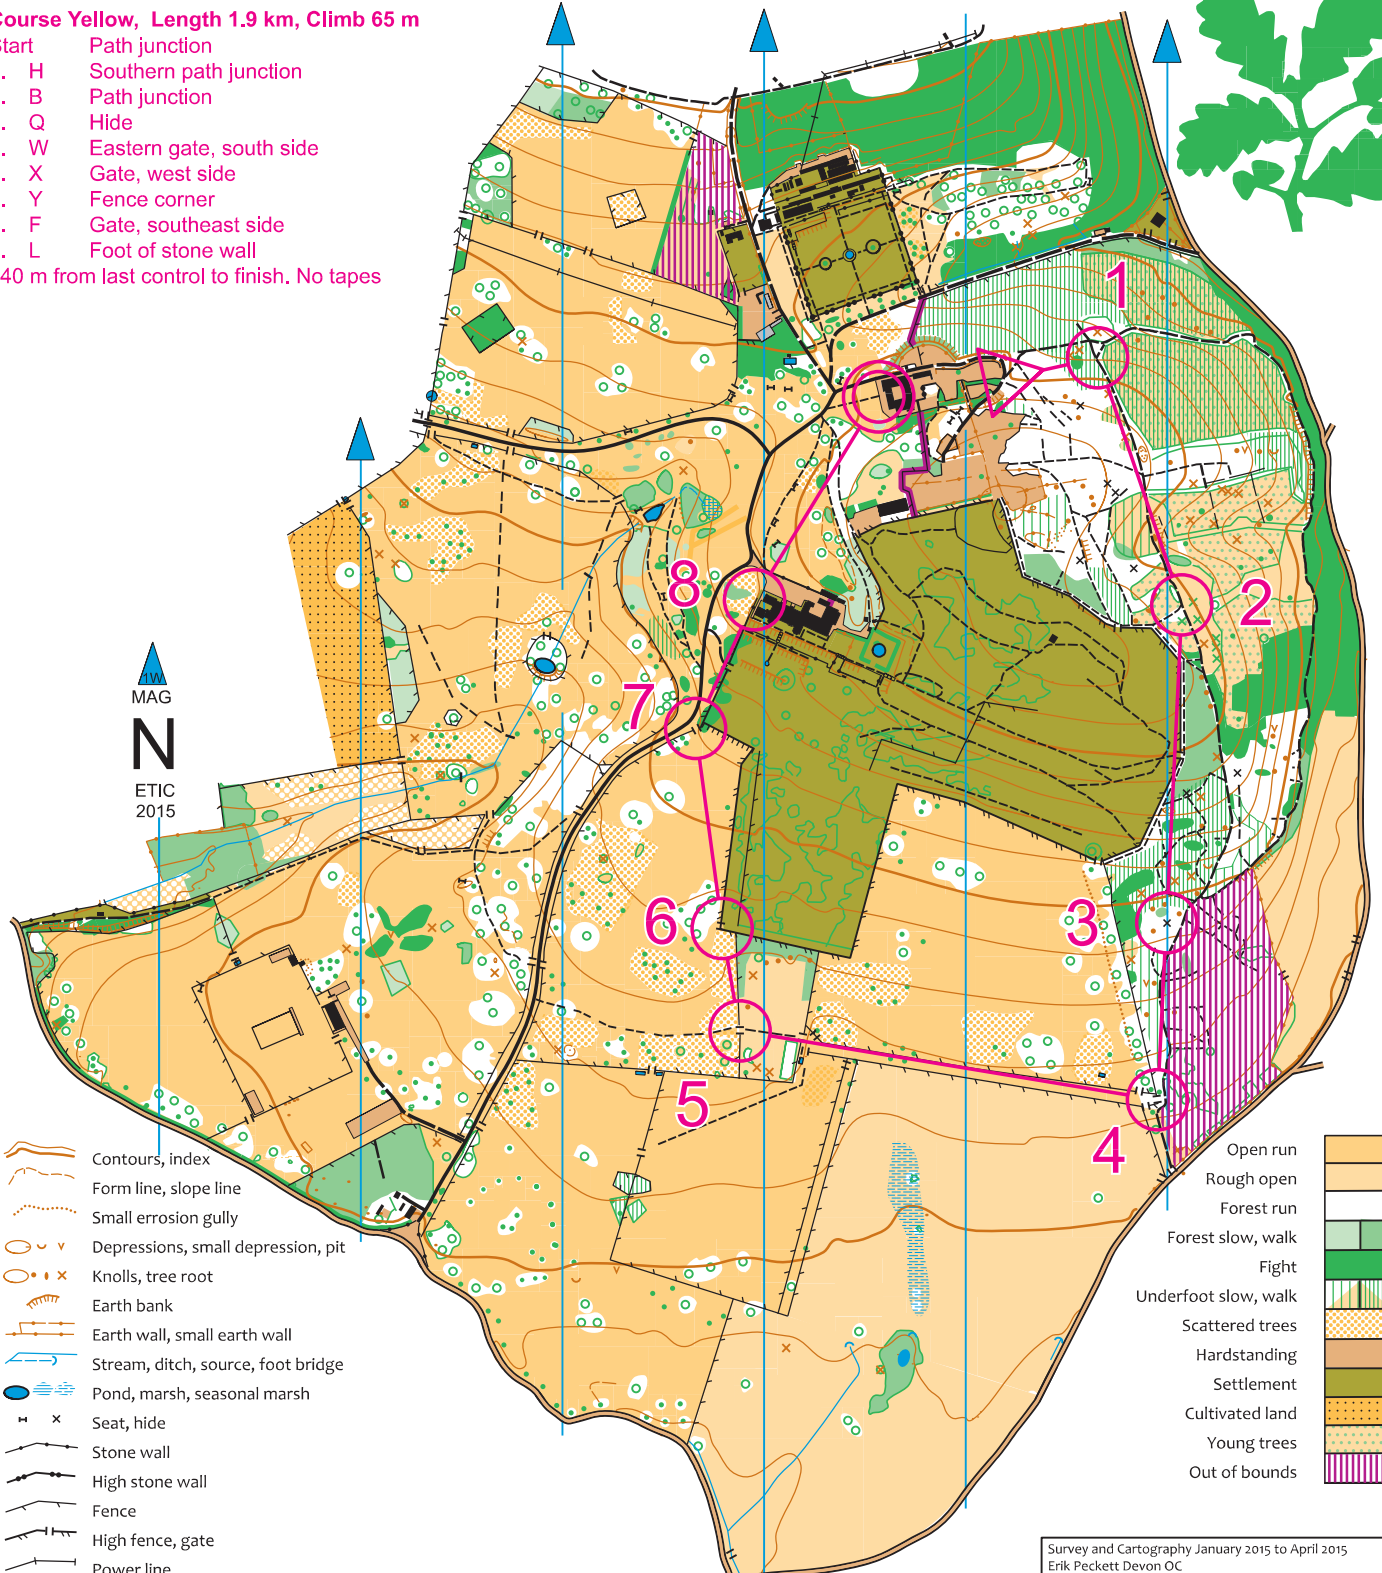 Course Yellow, Length 1.9 km, Climb 65 m
Start Path junction
. H Southern path junction
. B Path junction
. Q Hide
. W Eastern gate, south side
. X Gate, west side
. Y Fence corner
. F Gate, southeast side
. L Foot of stone wall
40 m from last control to finish. No tapes
1
2
8
7
1W
MAG
N
ETIC
2015
6
3
5
4
Contours, index
Form line, slope line
Small errosion gully
Depressions, small depression, pit
Knolls, tree root
Earth bank
Earth wall, small earth wall
Stream, ditch, source, foot bridge
Pond, marsh, seasonal marsh
Seat, hide
Stone wall
High stone wall
Fence
High fence, gate
Power line
Open run
Rough open
Forest run
Forest slow, walk
Fight
Underfoot slow, walk
Scattered trees
Hardstanding
Settlement
Cultivated land
Young trees
Out of bounds
Survey and Cartography January 2015 to April 2015
Erik Peckett Devon OC